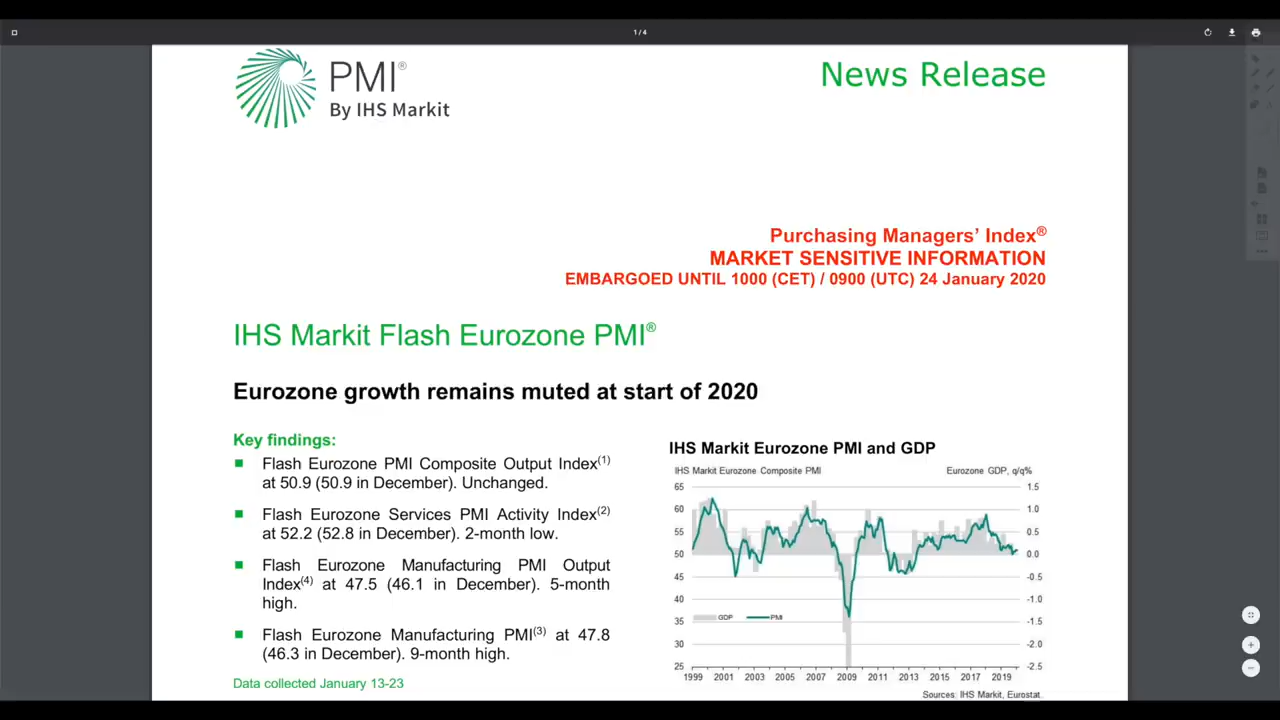 1/4
PMI®
By IHS Markit
News Release
Purchasing Managers' Index®
MARKET SENSITIVE INFORMATION
EMBARGOED UNTIL 1000 (CET) / 0900 (UTC) 24 January 2020
IHS Markit Flash Eurozone PMI®
Eurozone growth remains muted at start of 2020
Key findings:
Flash Eurozone PMI Composite Output Index(1)
at 50.9 (50.9 in December). Unchanged.
Flash Eurozone Services PMI Activity Index(2)
at 52.2 (52.8 in December). 2-month low.
Flash Eurozone Manufacturing PMI Output
Index(4) at 47.5 (46.1 in December). 5-month
high.
Flash Eurozone Manufacturing PMI(3) at 47.8
(46.3 in December). 9-month high.
Data collected January 13-23
IHS Markit Eurozone PMI and GDP
IHS Markit Eurozone Composite PMI
Eurozone GDP, q/q%
65 1.5
60 1.0
55 0.5
50 0.0
45 -0.5
40 -1.0
35 -1.5
30 -2.0
25 -2.5
GDP PMI
1999 2001 2003 2005 2007 2009 2011 2013 2015 2017 2019
Sources: IHS Markit, Eurostat.